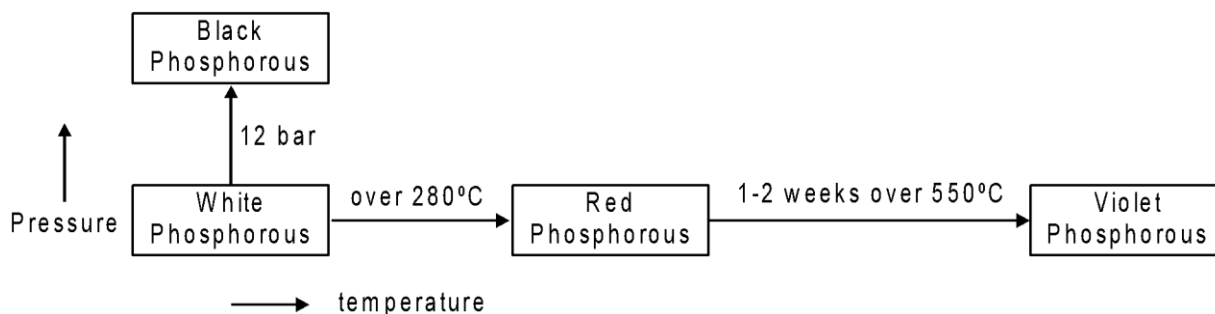 Black
Phosphorous
12 bar
Pressure
White
Phosphorous
over 280ºC
Red
Phosphorous
1-2 weeks over 550ºC
Violet
Phosphorous
temperature